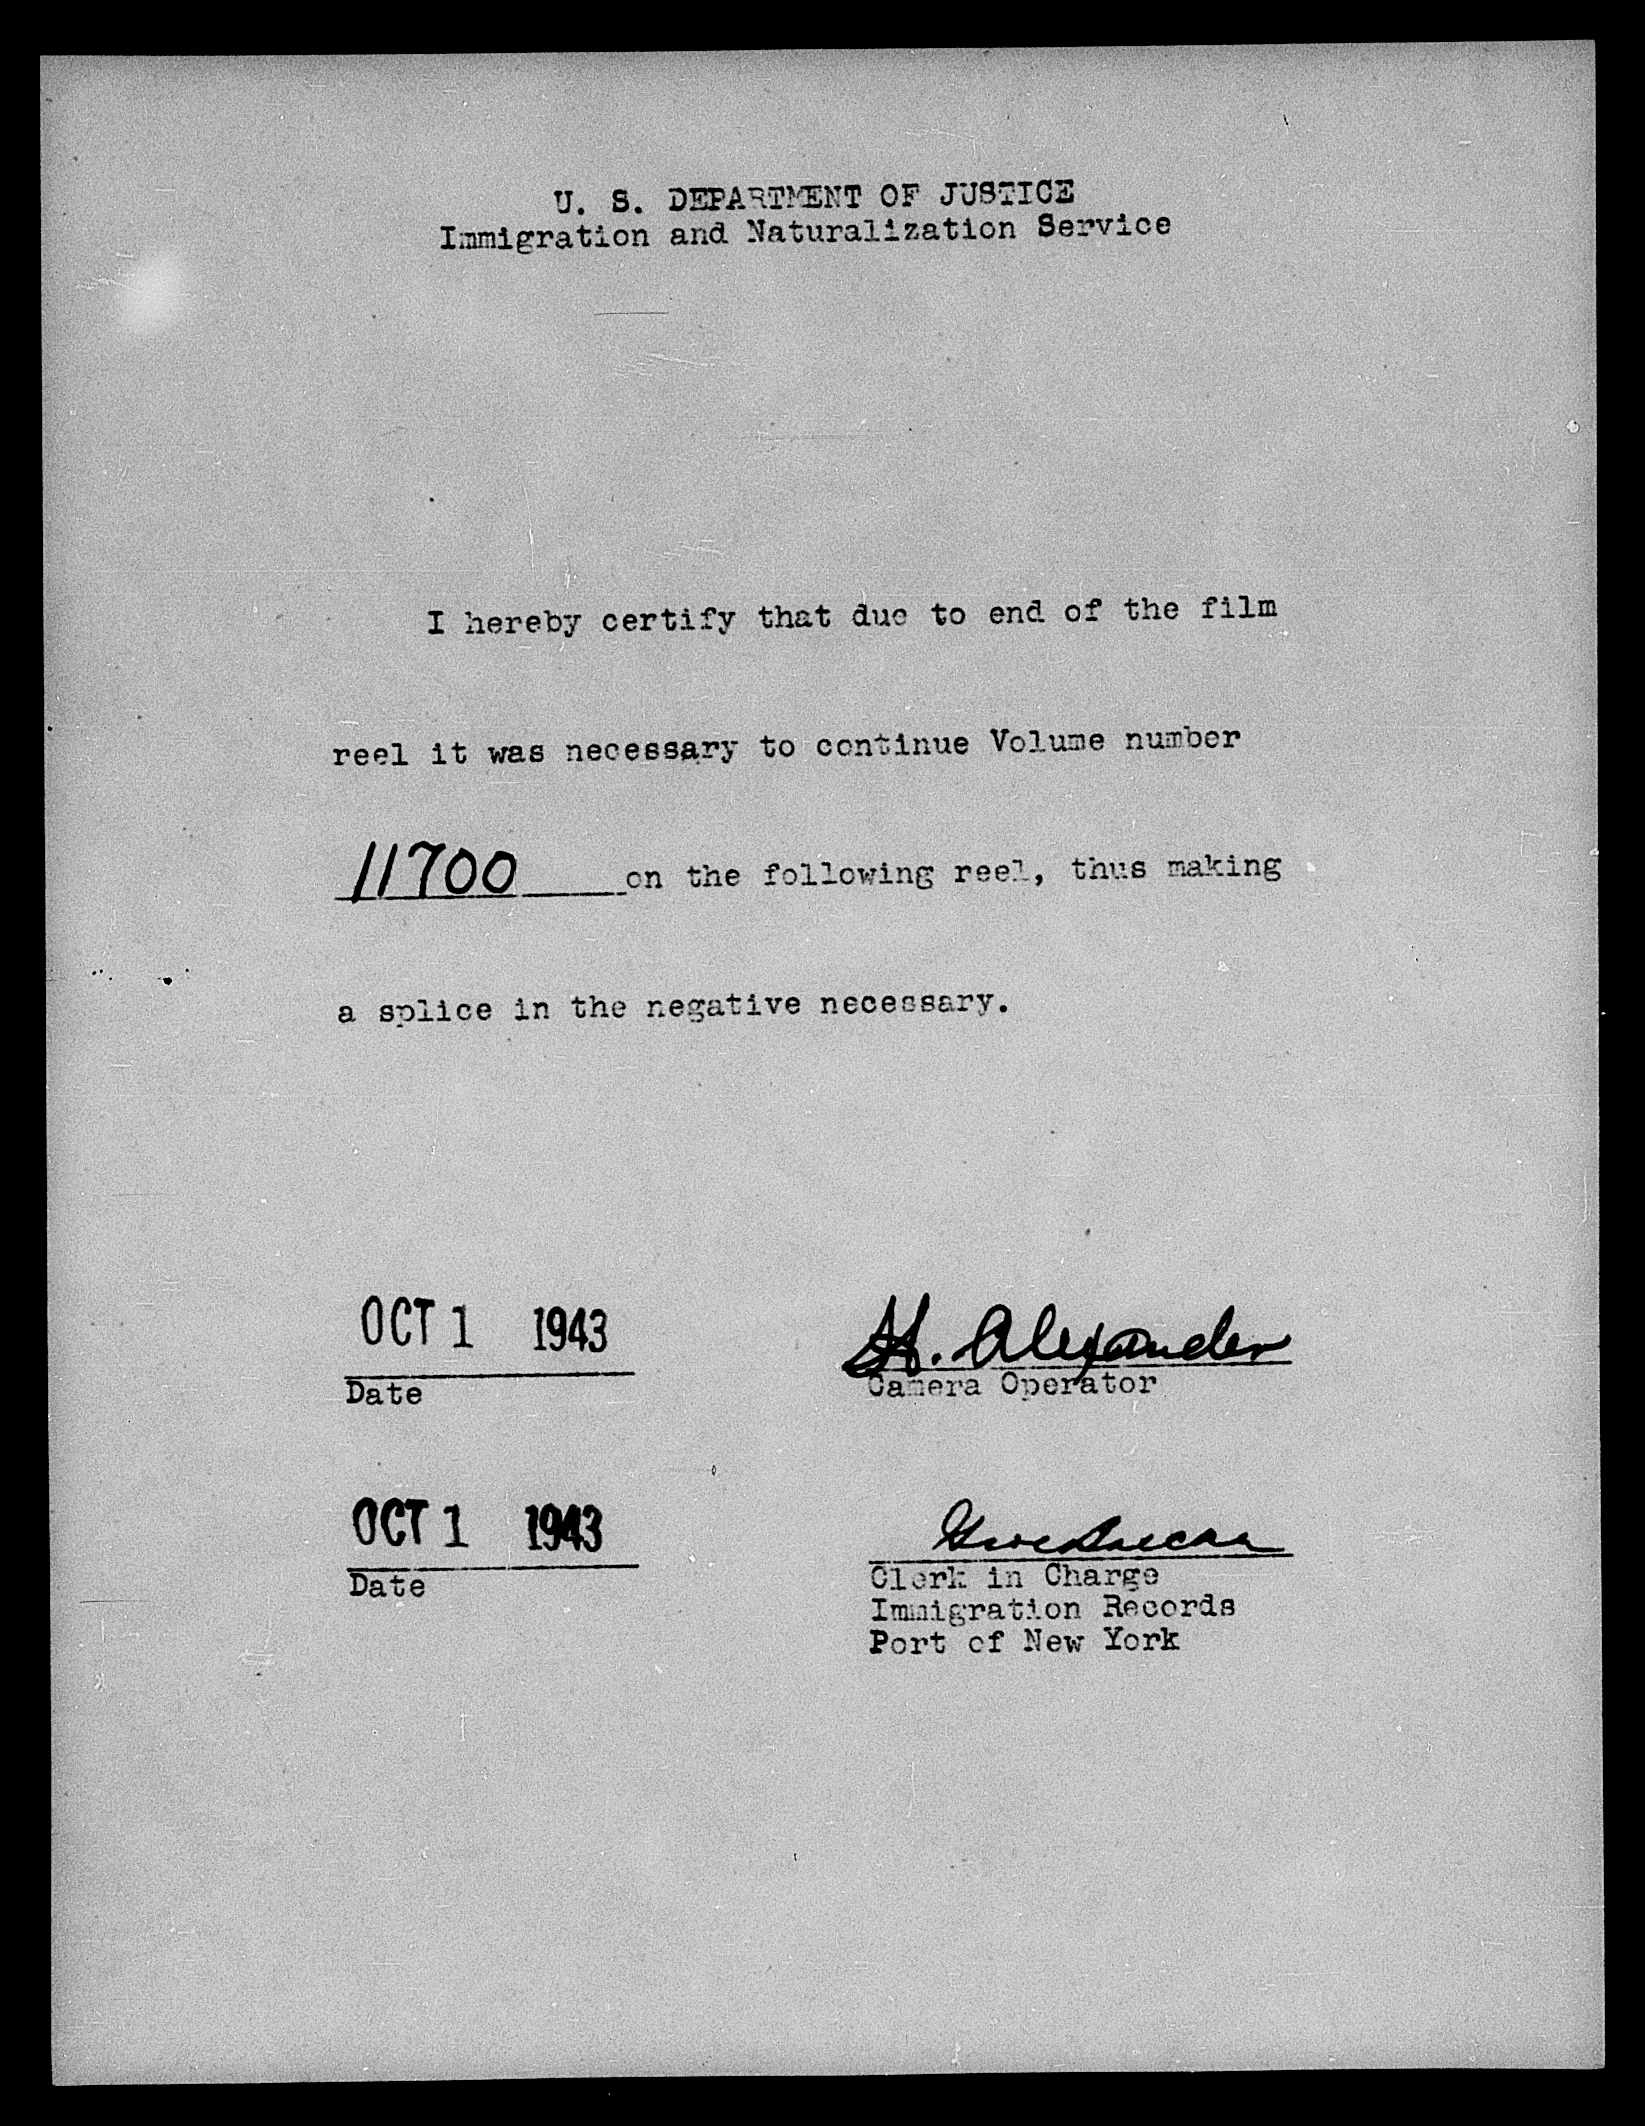 U. S. DEPARTMENT OF JUSTICE
Immigration and Naturalization Service
I hereby certify that due to end of the film
reel it was necessary to continue Volume number
11700 on the following reel, thus making
a splice in the negative necessary.
OCT 1 1943
H. Alexander
Date
Camera Operator
OCT 1 1943
Date
Clerk in Charge
Immigration Records
Port of New York